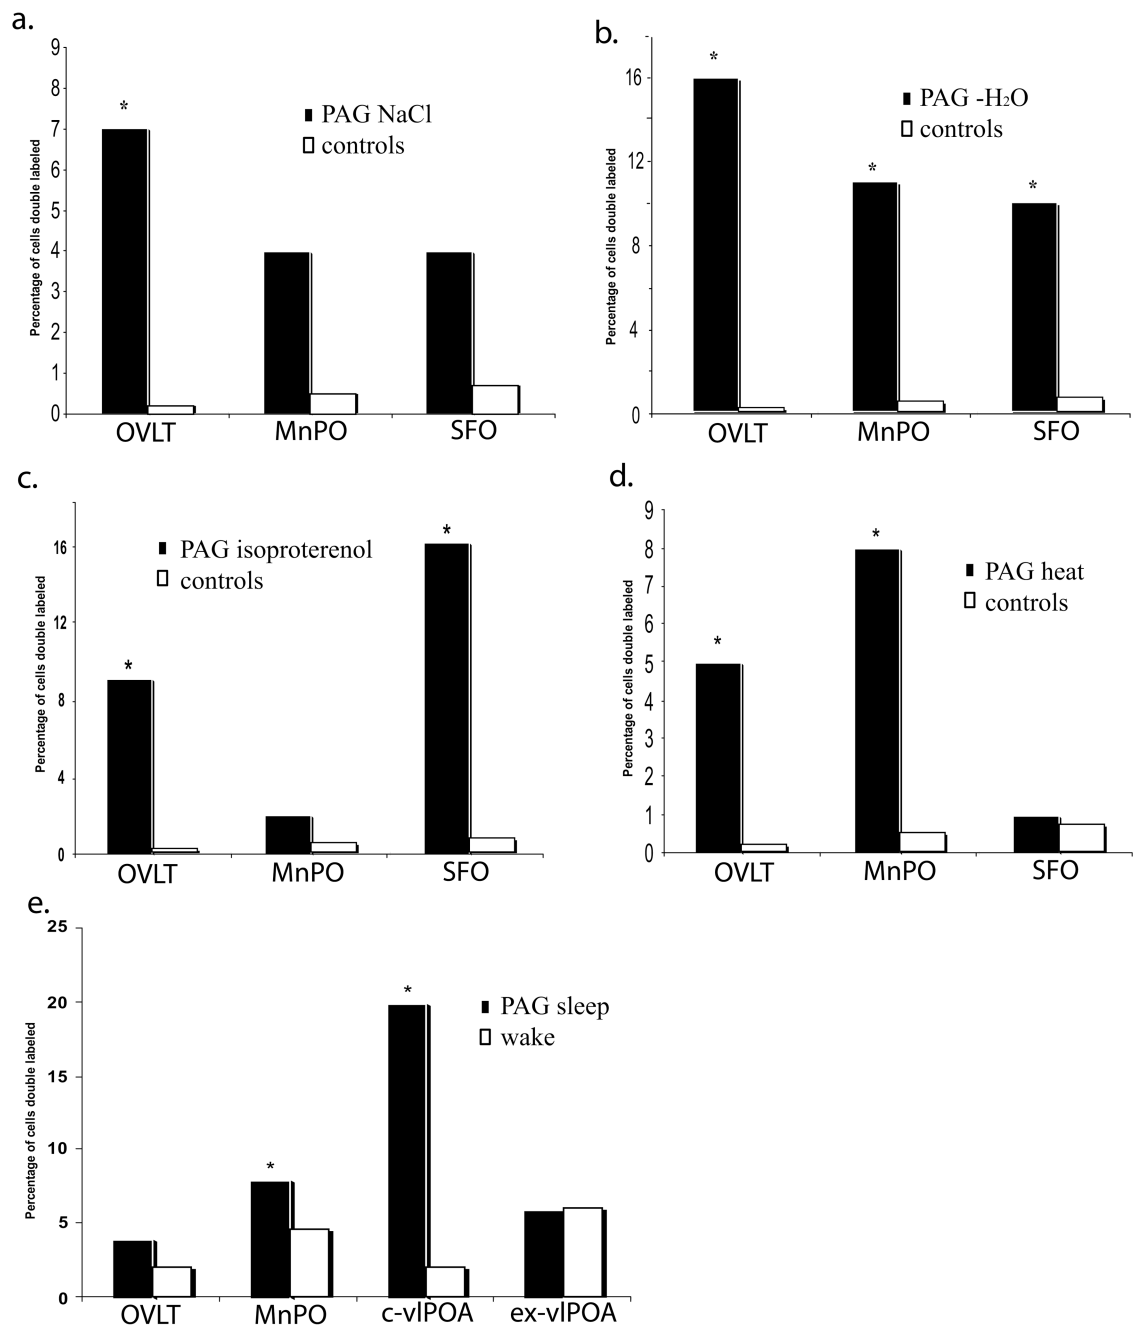 a.
Percentage of cells double labeled
9
8
7
6
5
4
3
2
1
0
*
PAG NaCl
controls
OVLT MnPO SFO
b.
Percentage of cells double labeled
16
12
8
4
0
*
*
*
PAG -H₂O
controls
OVLT MnPO SFO
c.
Percentage of cells double labeled
16
12
8
4
0
*
*
PAG isoproterenol
controls
OVLT MnPO SFO
d.
Percentage of cells double labeled
9
8
7
6
5
4
3
2
1
0
*
*
PAG heat
controls
OVLT MnPO SFO
e.
Percentage of cells double labeled
25
20
15
10
5
0
*
*
PAG sleep
wake
OVLT MnPO c-vlPOA ex-vlPOA